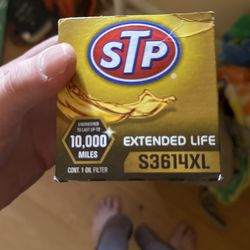 STP
ENGINEERED
TO LAST UP TO
10,000
MILES
EXTENDED LIFE
S3614XL
CONT. 1 OIL FILTER